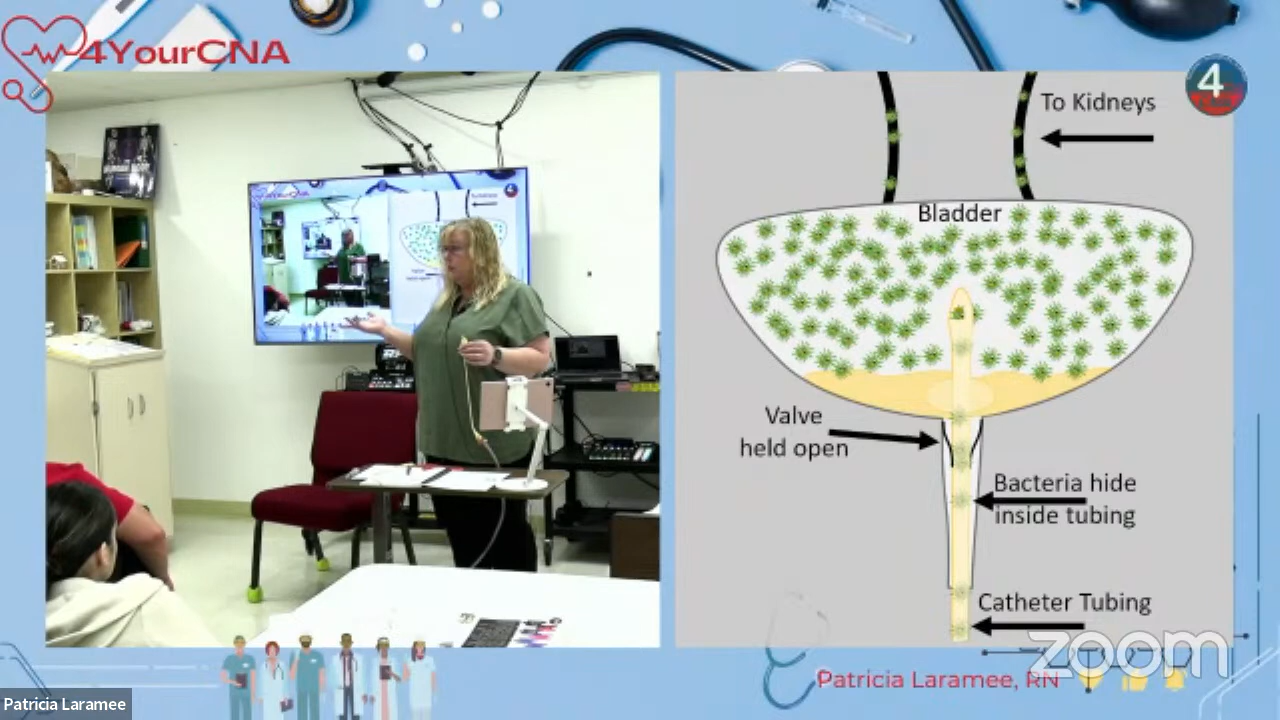 4YourCNA
4
To Kidneys
Bladder
Valve
held open
Bacteria hide
inside tubing
Catheter Tubing
zoom
Patricia Laramee, RN
Patricia Laramee